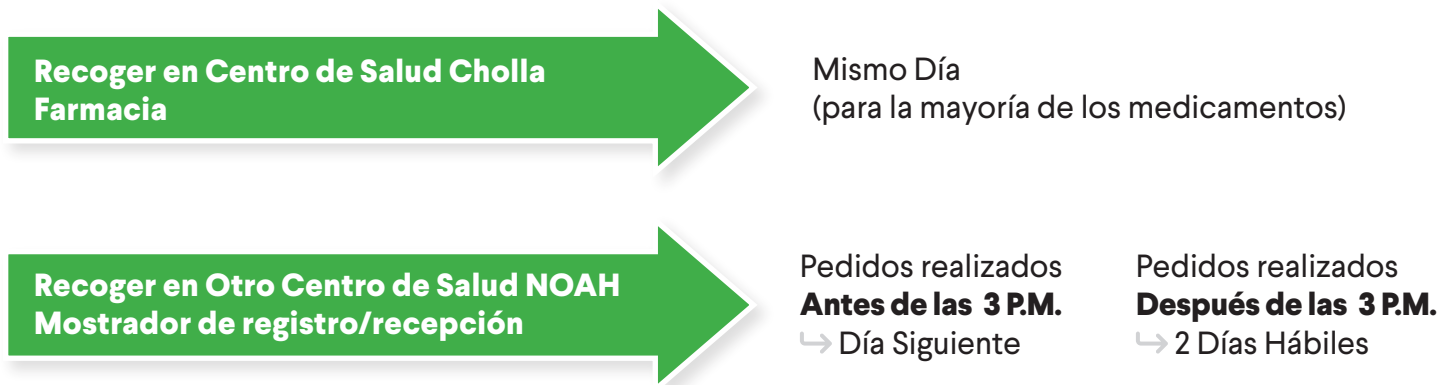 Recoger en Centro de Salud Cholla
Farmacia
Mismo Día
(para la mayoría de los medicamentos)
Recoger en Otro Centro de Salud NOAH
Mostrador de registro/recepción
Pedidos realizados
Antes de las 3 P.M.
↪ Día Siguiente
Pedidos realizados
Después de las 3 P.M.
↪ 2 Días Hábiles